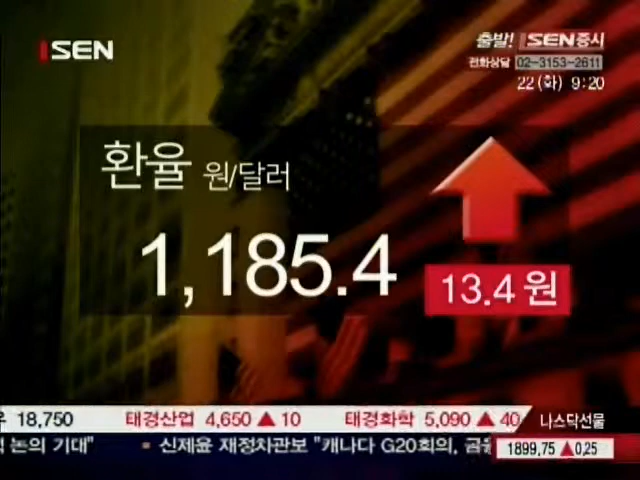 SEN
출발! SEN증시
전화상담 02-3153-2611
22 (화) 9:20
환율 원/달러
1,185.4
13.4 원
18,750 태경산업 4,650 ▲ 10 태경화학 5,090 ▲ 40
나스닥선물
논의 기대" 신제윤 재정차관보 "캐나다 G20회의,
1899,75 ▲0,25